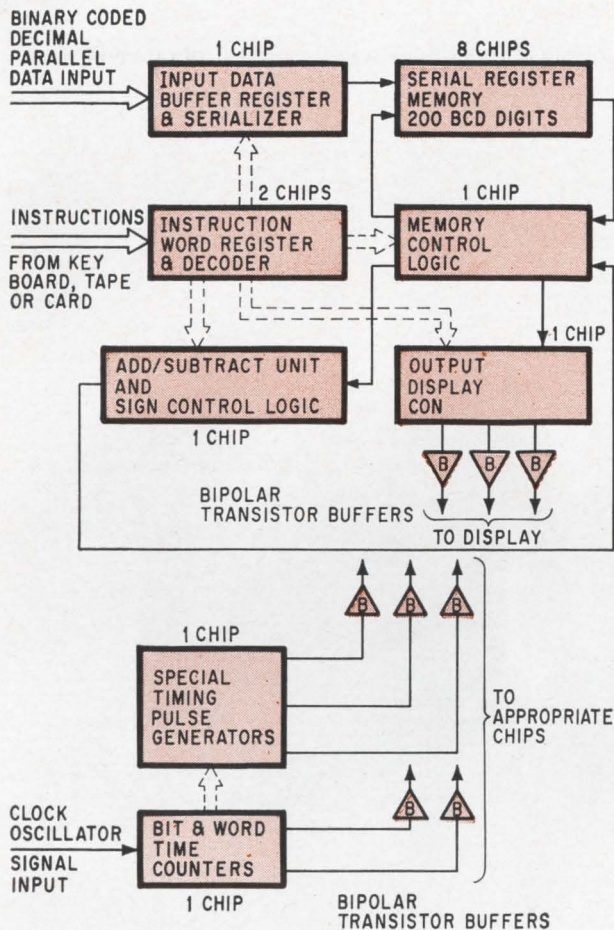 BINARY CODED
DECIMAL
PARALLEL
DATA INPUT
1 CHIP
INPUT DATA
BUFFER REGISTER
& SERIALIZER
8 CHIPS
SERIAL REGISTER
MEMORY
200 BCD DIGITS
INSTRUCTIONS
FROM KEY
BOARD, TAPE
OR CARD
2 CHIPS
INSTRUCTION
WORD REGISTER
& DECODER
1 CHIP
MEMORY
CONTROL
LOGIC
ADD/SUBTRACT UNIT
AND
SIGN CONTROL LOGIC
1 CHIP
1 CHIP
OUTPUT
DISPLAY
CON
B B B
BIPOLAR
TRANSISTOR BUFFERS
TO DISPLAY
B B B
1 CHIP
SPECIAL
TIMING
PULSE
GENERATORS
TO
APPROPRIATE
CHIPS
B B
CLOCK
OSCILLATOR
SIGNAL
INPUT
BIT & WORD
TIME
COUNTERS
1 CHIP
BIPOLAR
TRANSISTOR BUFFERS